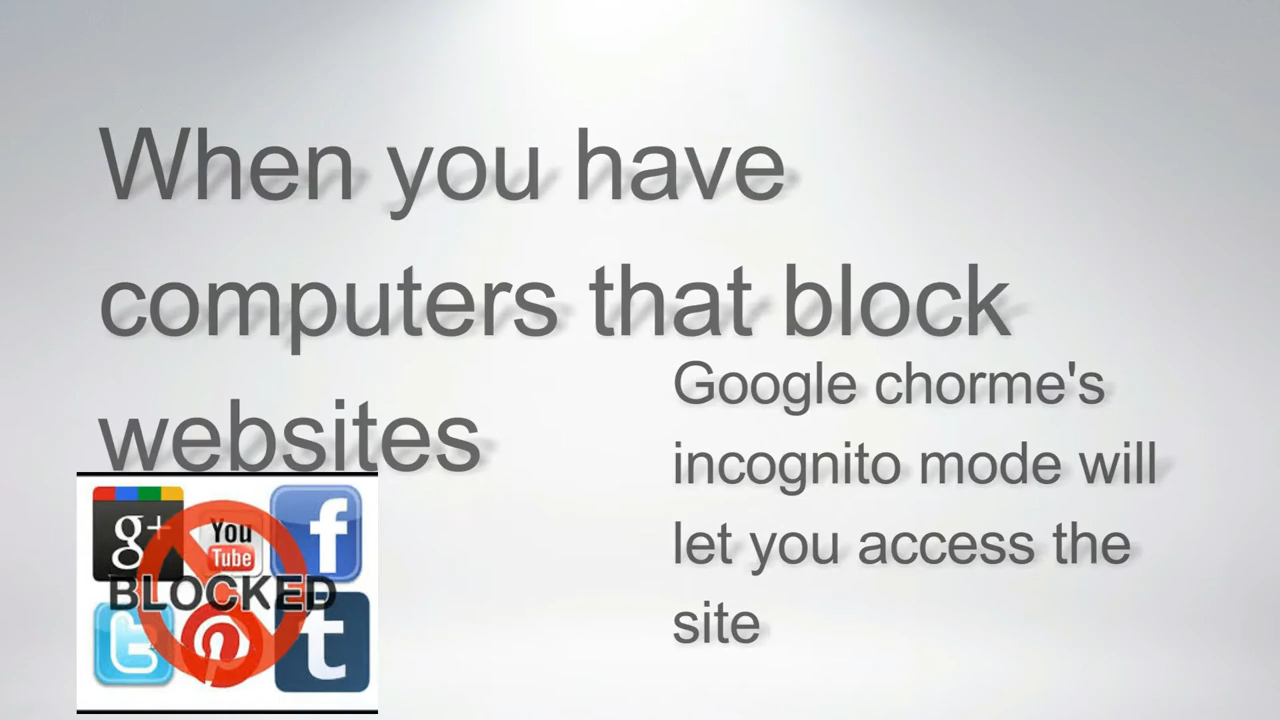 When you have
computers that block
websites
Google chorme's
incognito mode will
let you access the
site
g+
You
Tube
f
BLOCKED
t